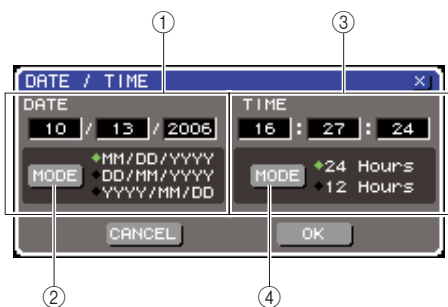 ① ③
DATE / TIME ×
DATE
10 / 13 / 2006
MODE
MM/DD/YYYY
DD/MM/YYYY
YYYY/MM/DD
TIME
16 : 27 : 24
MODE
24 Hours
12 Hours
CANCEL OK
② ④